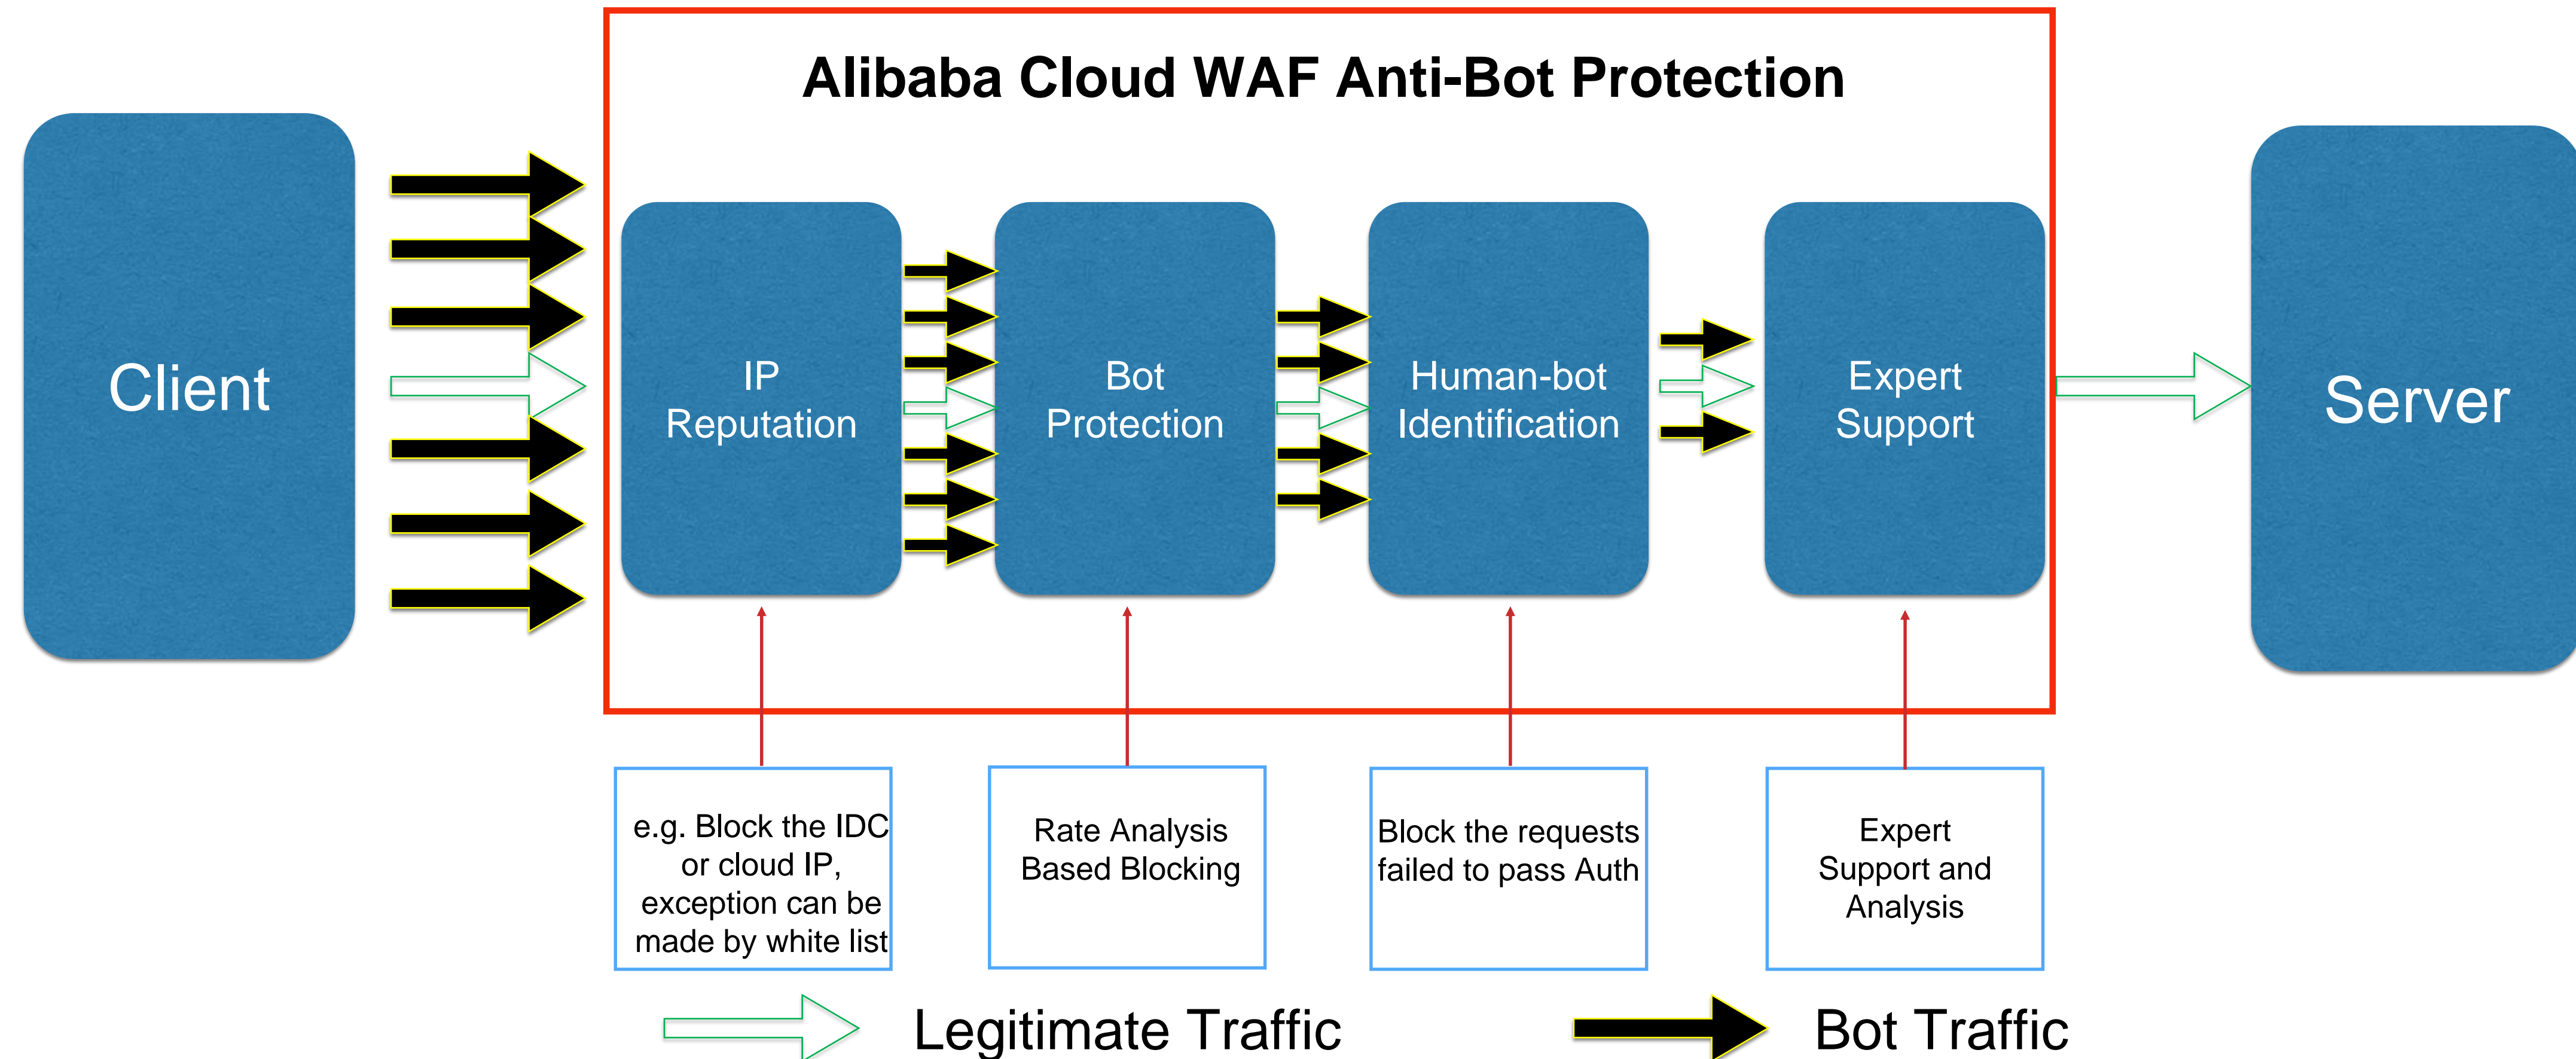 Alibaba Cloud WAF Anti-Bot Protection
Client
IP
Reputation
Bot
Protection
Human-bot
Identification
Expert
Support
Server
e.g. Block the IDC
or cloud IP,
exception can be
made by white list
Rate Analysis
Based Blocking
Block the requests
failed to pass Auth
Expert
Support and
Analysis
Legitimate Traffic
Bot Traffic